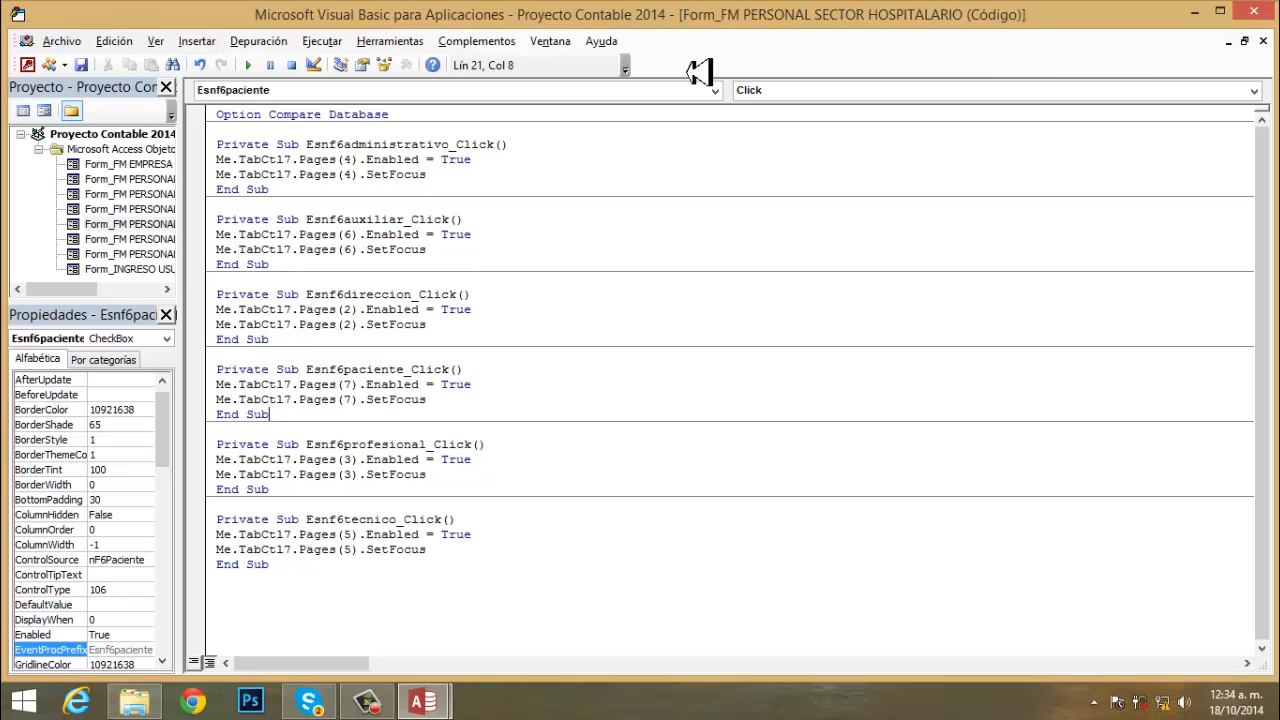 Microsoft Visual Basic para Aplicaciones - Proyecto Contable 2014 - [Form_FM PERSONAL SECTOR HOSPITALARIO (Código)]
Archivo Edición Ver Insertar Depuración Ejecutar Herramientas Complementos Ventana Ayuda
Lín 21, Col 8
Proyecto - Proyecto Con
Proyecto Contable 2014
Microsoft Access Objeto
Form_FM EMPRESA
Form_FM PERSONAL
Form_FM PERSONAL
Form_FM PERSONAL
Form_FM PERSONAL
Form_FM PERSONAL
Form_FM PERSONAL
Form_INGRESO USU
Propiedades - Esnf6paci
Esnf6paciente CheckBox
Alfabética Por categorías
AfterUpdate
BeforeUpdate
BorderColor 10921638
BorderShade 65
BorderStyle 1
BorderThemeCo 1
BorderTint 100
BorderWidth 0
BottomPadding 30
ColumnHidden False
ColumnOrder 0
ColumnWidth -1
ControlSource nF6Paciente
ControlTipText
ControlType 106
DefaultValue
DisplayWhen 0
Enabled True
EventProcPrefix Esnf6paciente
GridlineColor 10921638
Esnf6paciente Click
Option Compare Database
Private Sub Esnf6administrativo_Click()
Me.TabCtl7.Pages(4).Enabled = True
Me.TabCtl7.Pages(4).SetFocus
End Sub
Private Sub Esnf6auxiliar_Click()
Me.TabCtl7.Pages(6).Enabled = True
Me.TabCtl7.Pages(6).SetFocus
End Sub
Private Sub Esnf6direccion_Click()
Me.TabCtl7.Pages(2).Enabled = True
Me.TabCtl7.Pages(2).SetFocus
End Sub
Private Sub Esnf6paciente_Click()
Me.TabCtl7.Pages(7).Enabled = True
Me.TabCtl7.Pages(7).SetFocus
End Sub
Private Sub Esnf6profesional_Click()
Me.TabCtl7.Pages(3).Enabled = True
Me.TabCtl7.Pages(3).SetFocus
End Sub
Private Sub Esnf6tecnico_Click()
Me.TabCtl7.Pages(5).Enabled = True
Me.TabCtl7.Pages(5).SetFocus
End Sub
Ps
2
12:34 a. m.
18/10/2014